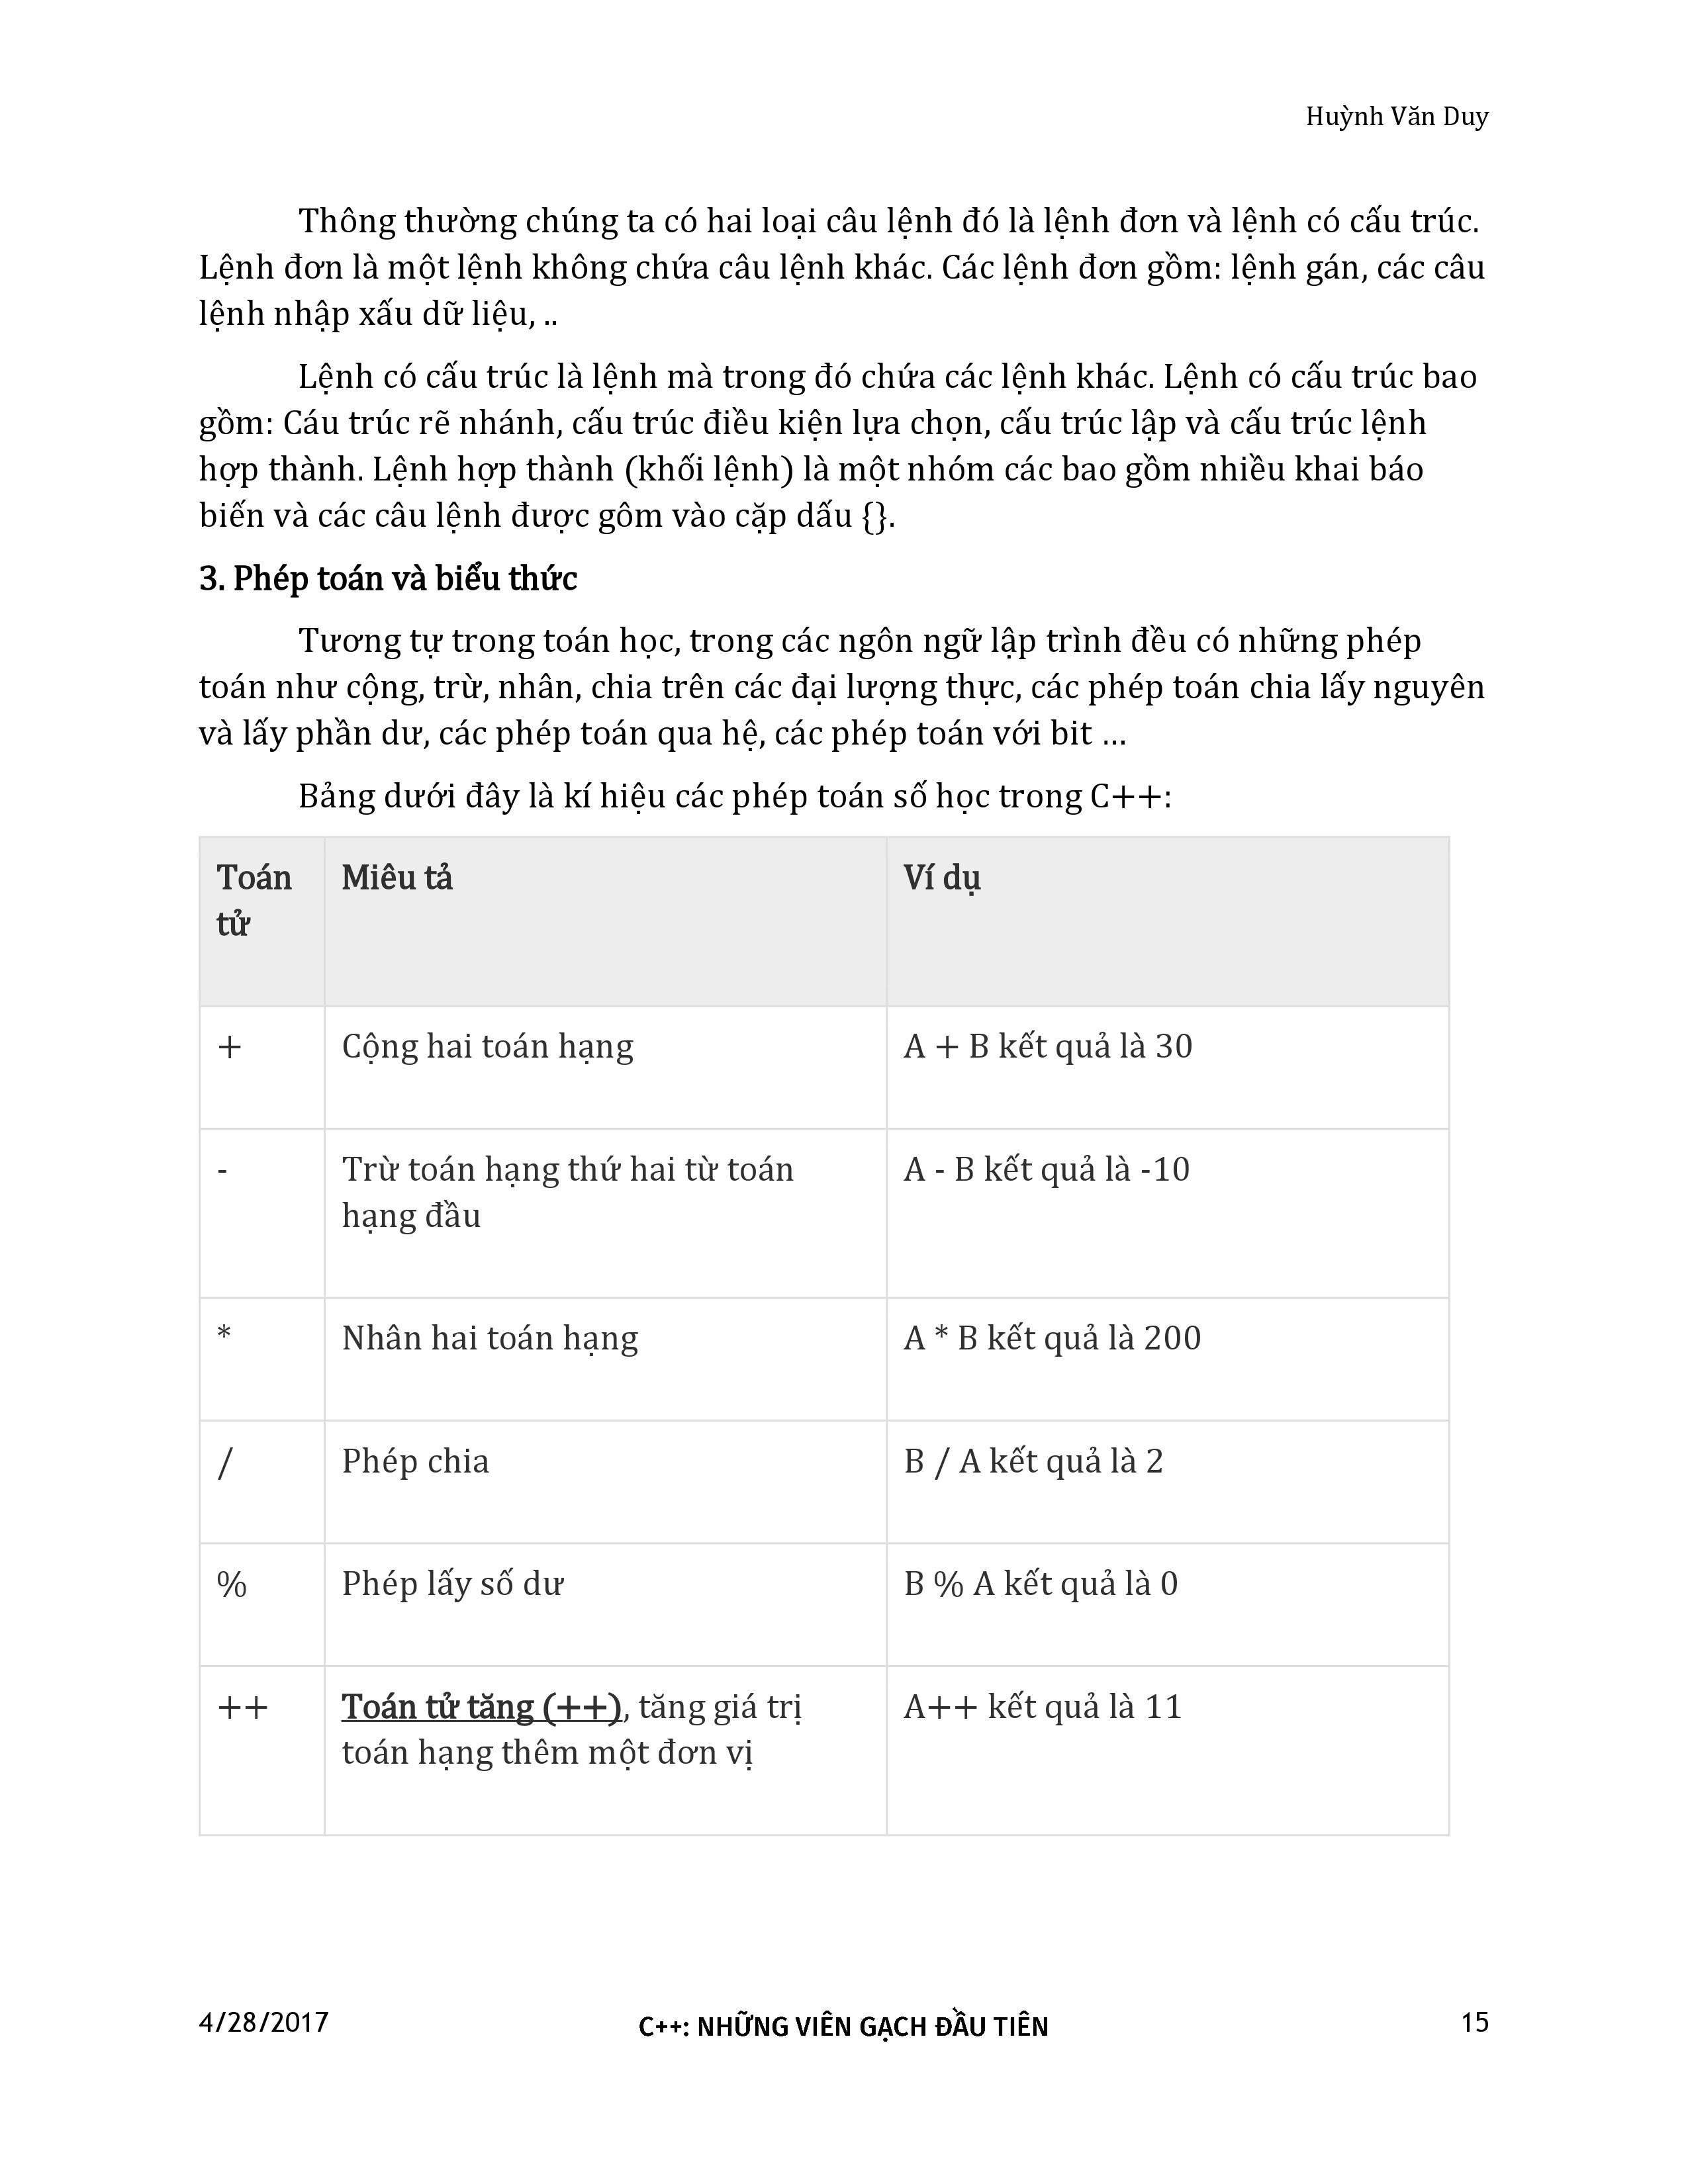 Huỳnh Văn Duy
Thông thường chúng ta có hai loại câu lệnh đó là lệnh đơn và lệnh có cấu trúc.
Lệnh đơn là một lệnh không chứa câu lệnh khác. Các lệnh đơn gồm: lệnh gán, các câu
lệnh nhập xấu dữ liệu, ..
Lệnh có cấu trúc là lệnh mà trong đó chứa các lệnh khác. Lệnh có cấu trúc bao
gồm: Cáu trúc rẽ nhánh, cấu trúc điều kiện lựa chọn, cấu trúc lập và cấu trúc lệnh
hợp thành. Lệnh hợp thành (khối lệnh) là một nhóm các bao gồm nhiều khai báo
biến và các câu lệnh được gôm vào cặp dấu {}.
3. Phép toán và biểu thức
Tương tự trong toán học, trong các ngôn ngữ lập trình đều có những phép
toán như cộng, trừ, nhân, chia trên các đại lượng thực, các phép toán chia lấy nguyên
và lấy phần dư, các phép toán qua hệ, các phép toán với bit ...
Bảng dưới đây là kí hiệu các phép toán số học trong C++:
Toán
tử
Miêu tả
Ví dụ
+
Cộng hai toán hạng
A + B kết quả là 30
-
Trừ toán hạng thứ hai từ toán
hạng đầu
A - B kết quả là -10
*
Nhân hai toán hạng
A * B kết quả là 200
/
Phép chia
B / A kết quả là 2
%
Phép lấy số dư
B % A kết quả là 0
++
Toán tử tăng (++), tăng giá trị
toán hạng thêm một đơn vị
A++ kết quả là 11
4/28/2017
C++: NHỮNG VIÊN GẠCH ĐẦU TIÊN
15